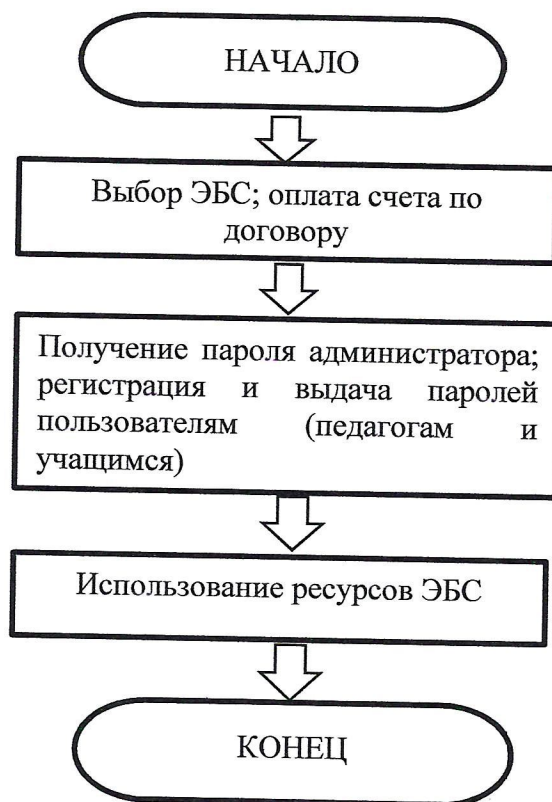 НАЧАЛО
Выбор ЭБС; оплата счета по
договору
Получение пароля администратора;
регистрация и выдача паролей
пользователям (педагогам и
учащимся)
Использование ресурсов ЭБС
КОНЕЦ